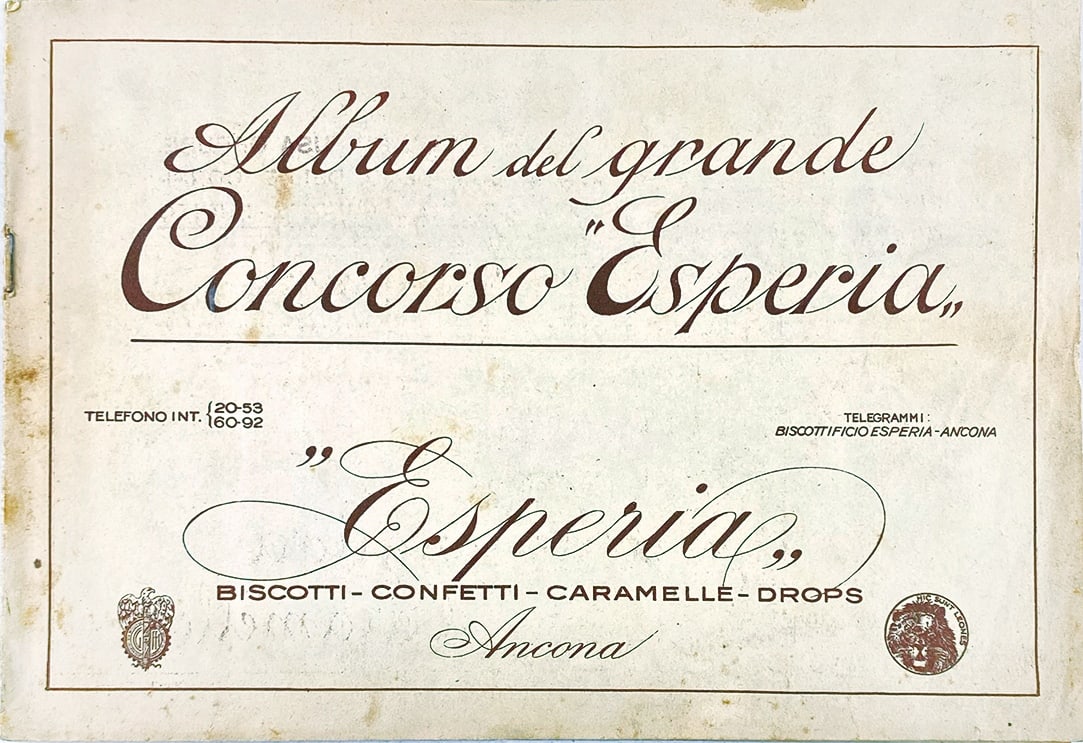 Album del grande
Concorso "Esperia„
TELEFONO INT. { 20-53
60-92
TELEGRAMMI:
BISCOTTIFICIO ESPERIA-ANCONA
”Esperia„
BISCOTTI - CONFETTI - CARAMELLE - DROPS
Ancona
HIC SUNT LEONES